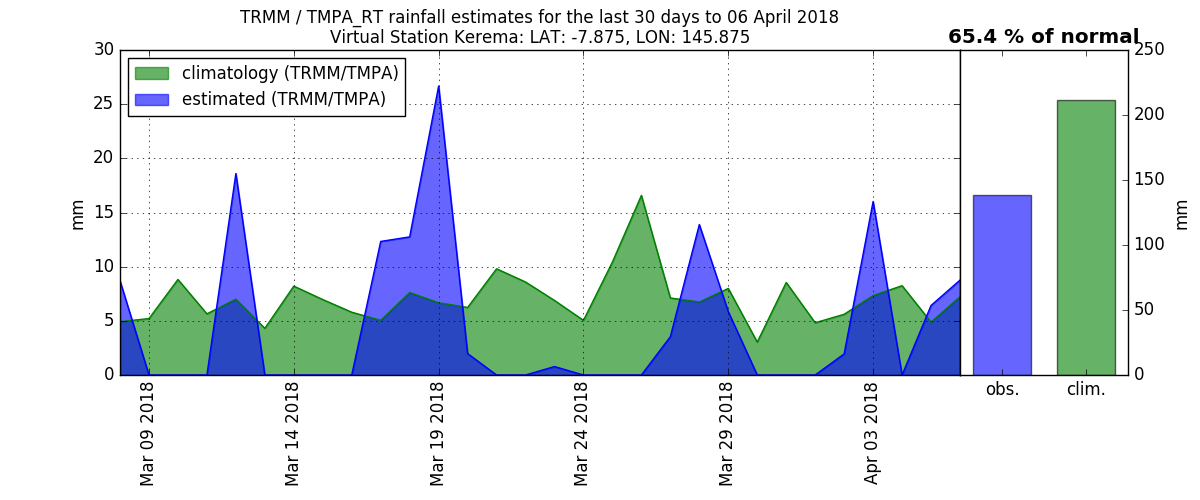 TRMM / TMPA_RT rainfall estimates for the last 30 days to 06 April 2018
Virtual Station Kerema: LAT: -7.875, LON: 145.875
65.4 % of normal
climatology (TRMM/TMPA)
estimated (TRMM/TMPA)
30
25
20
15
10
5
0
mm
Mar 09 2018
Mar 14 2018
Mar 19 2018
Mar 24 2018
Mar 29 2018
Apr 03 2018
obs.
clim.
250
200
150
100
50
0
mm